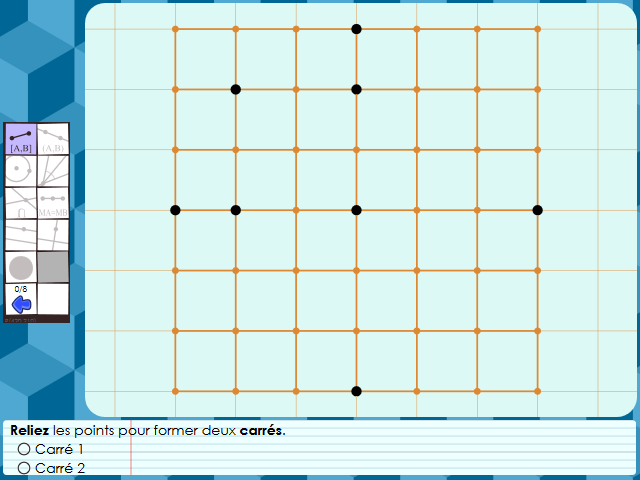 [A,B]
(A,B)
MA=MB
0/8
Reliez les points pour former deux carrés.
Carré 1
Carré 2